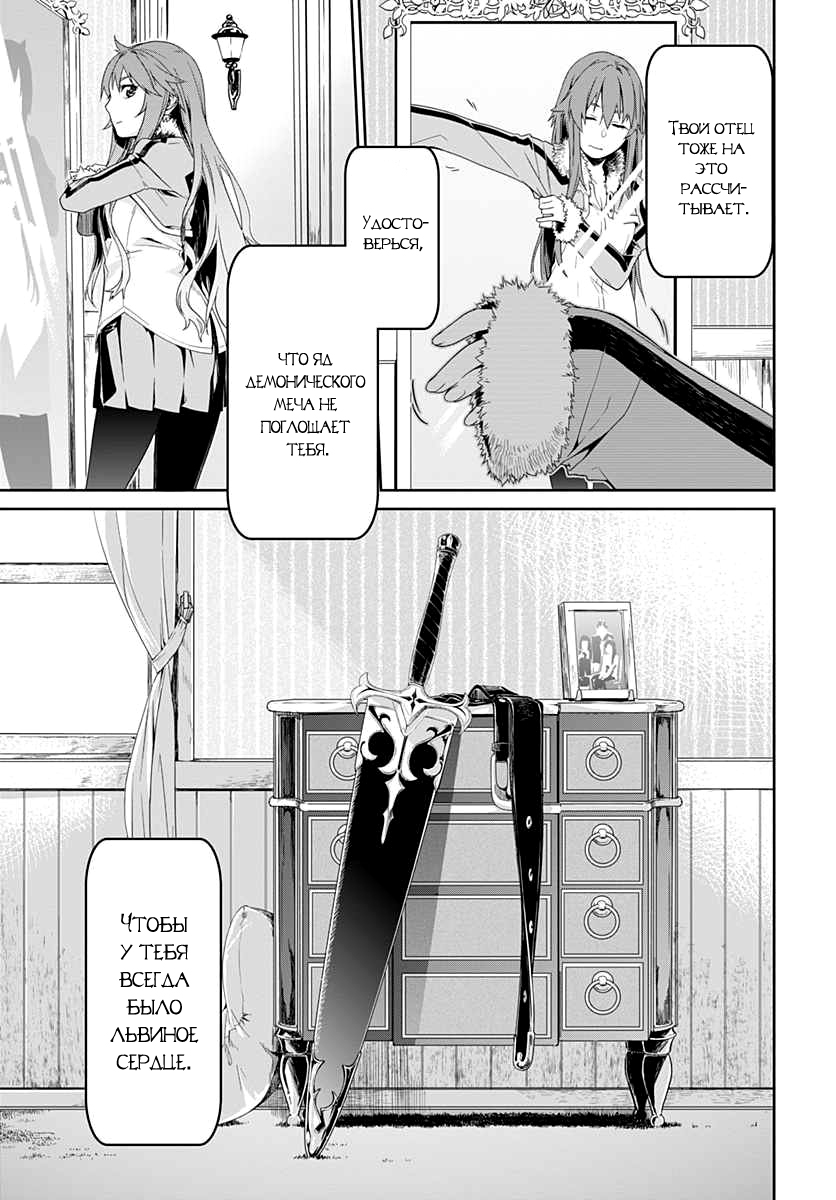 Твой отец
тоже на
это
рассчи-
тывает.
Удосто-
верься,
что яд
демонического
меча не
поглощает
тебя.
Чтобы
у тебя
всегда
было
львиное
сердце.